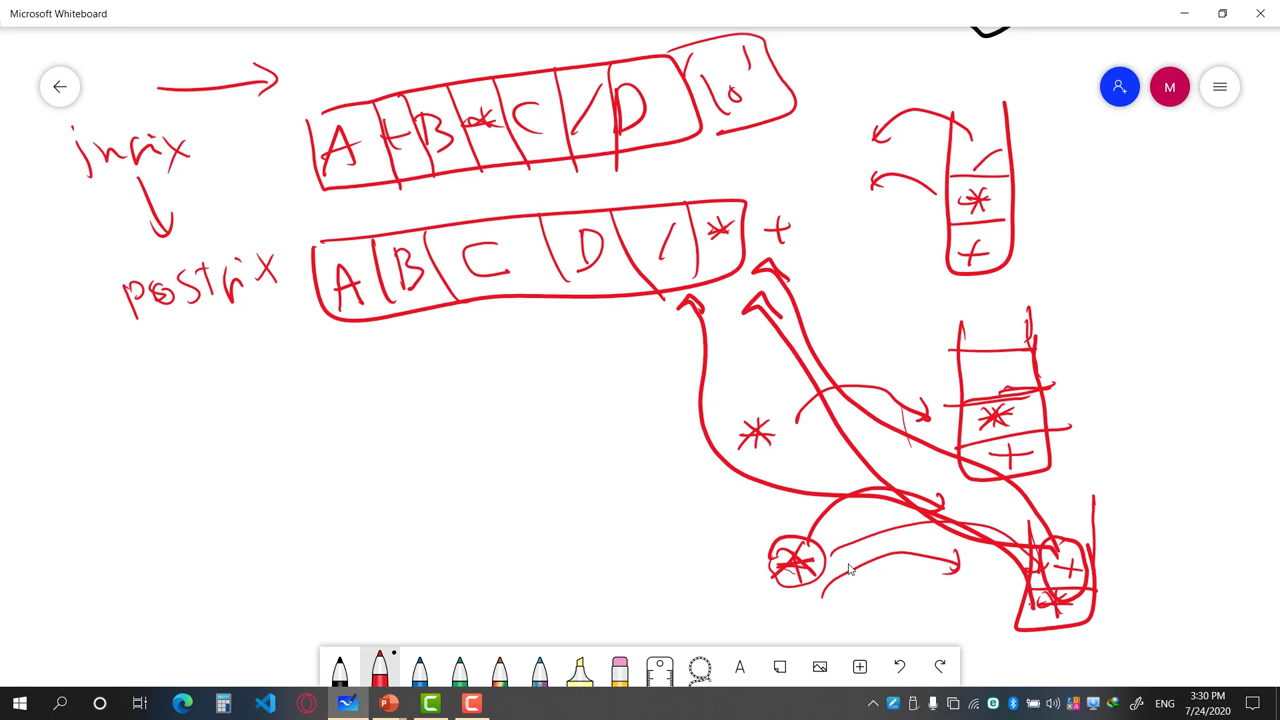 Microsoft Whiteboard
A + B * C / D '\0'
infix
A B C D / * +
postfix
/
*
+
*
+
*
*
+
*
M
A
ENG
3:30 PM
7/24/2020